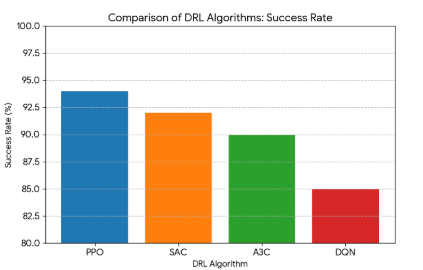 Comparison of DRL Algorithms: Success Rate
Success Rate (%)
100.0
97.5
95.0
92.5
90.0
87.5
85.0
82.5
80.0
PPO SAC A3C DQN
DRL Algorithm